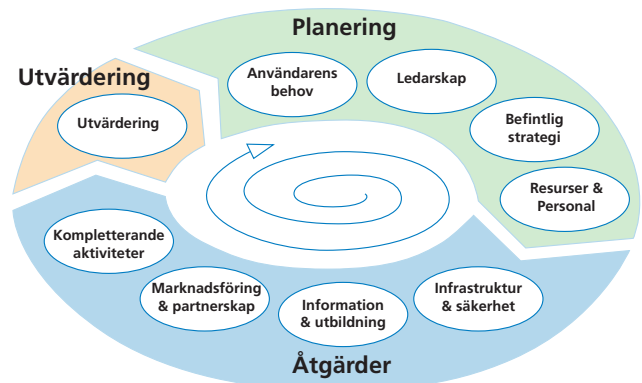 Planering
Användarens
behov
Ledarskap
Befintlig
strategi
Resurser &
Personal
Utvärdering
Utvärdering
Kompletterande
aktiviteter
Marknadsföring
& partnerskap
Information
& utbildning
Infrastruktur
& säkerhet
Åtgärder